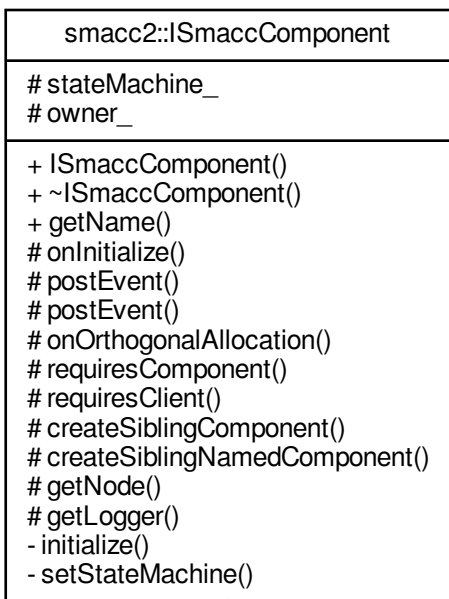 smacc2::ISmaccComponent
# stateMachine_
# owner_
+ ISmaccComponent()
+ ~ISmaccComponent()
+ getName()
# onInitialize()
# postEvent()
# postEvent()
# onOrthogonalAllocation()
# requiresComponent()
# requiresClient()
# createSiblingComponent()
# createSiblingNamedComponent()
# getNode()
# getLogger()
- initialize()
- setStateMachine()